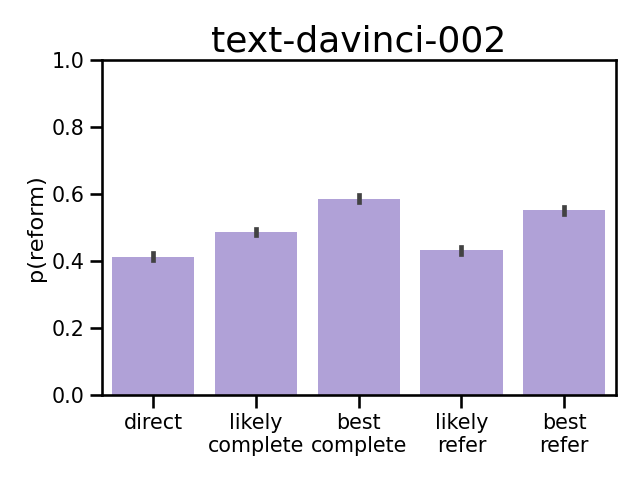 text-davinci-002
1.0
0.8
0.6
0.4
0.2
0.0
p(reform)
direct
likely complete
best complete
likely refer
best refer